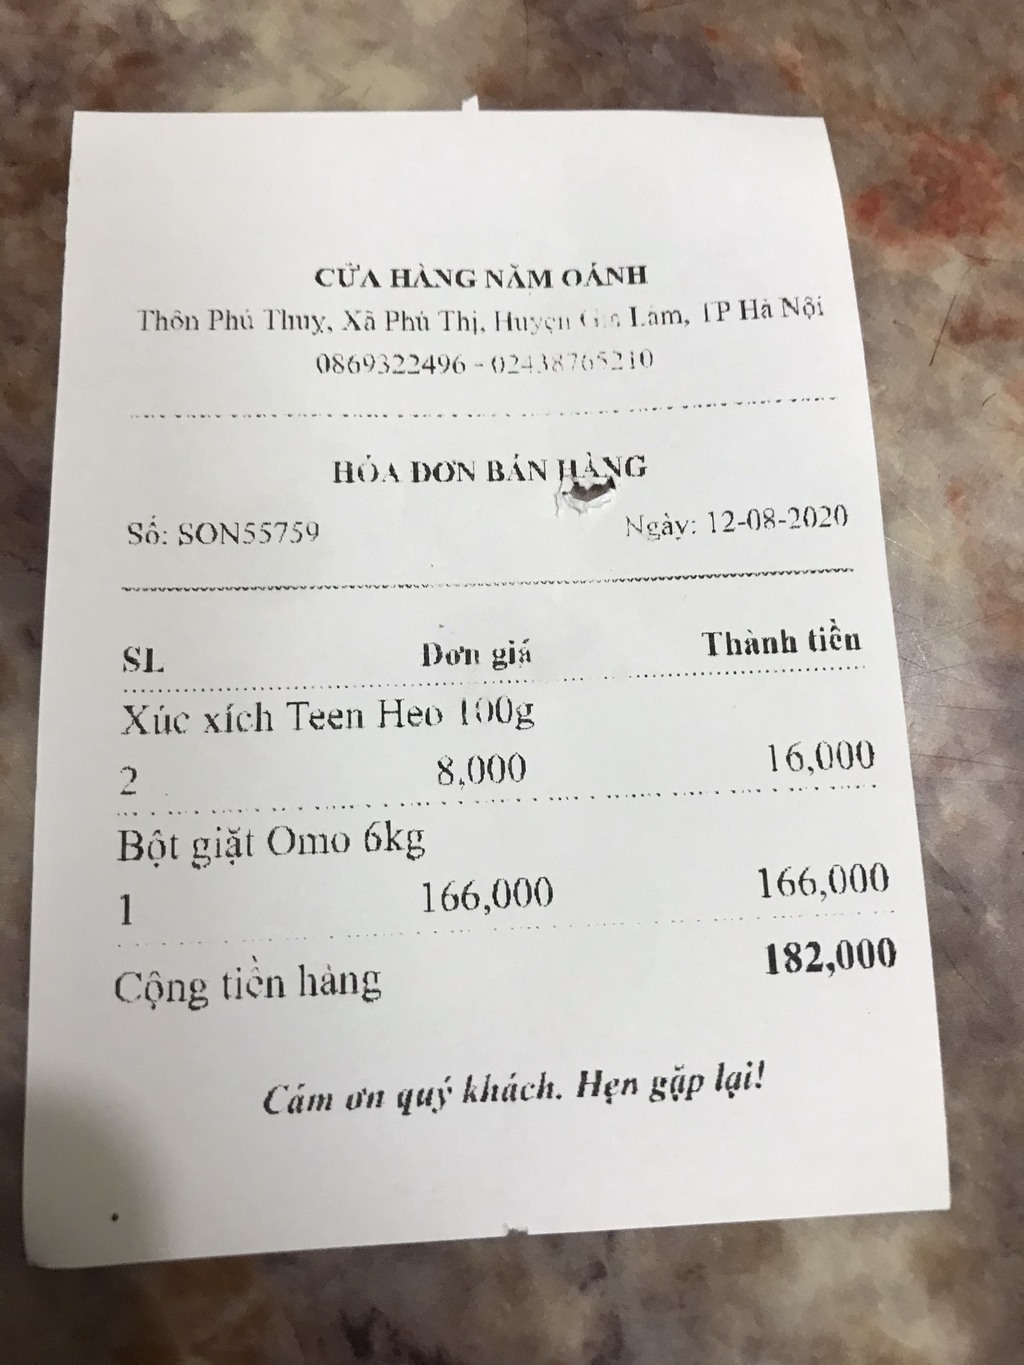 CỬA HÀNG NĂM OÁNH
Thôn Phú Thuỵ, Xã Phú Thị, Huyện Gia Lâm, TP Hà Nội
0869322496 - 02438765210
HÓA ĐƠN BÁN HÀNG
Số: SON55759 Ngày: 12-08-2020
SL Đơn giá Thành tiền
Xúc xích Teen Heo 100g
2 8,000 16,000
Bột giặt Omo 6kg
1 166,000 166,000
Cộng tiền hàng 182,000
Cám ơn quý khách. Hẹn gặp lại!